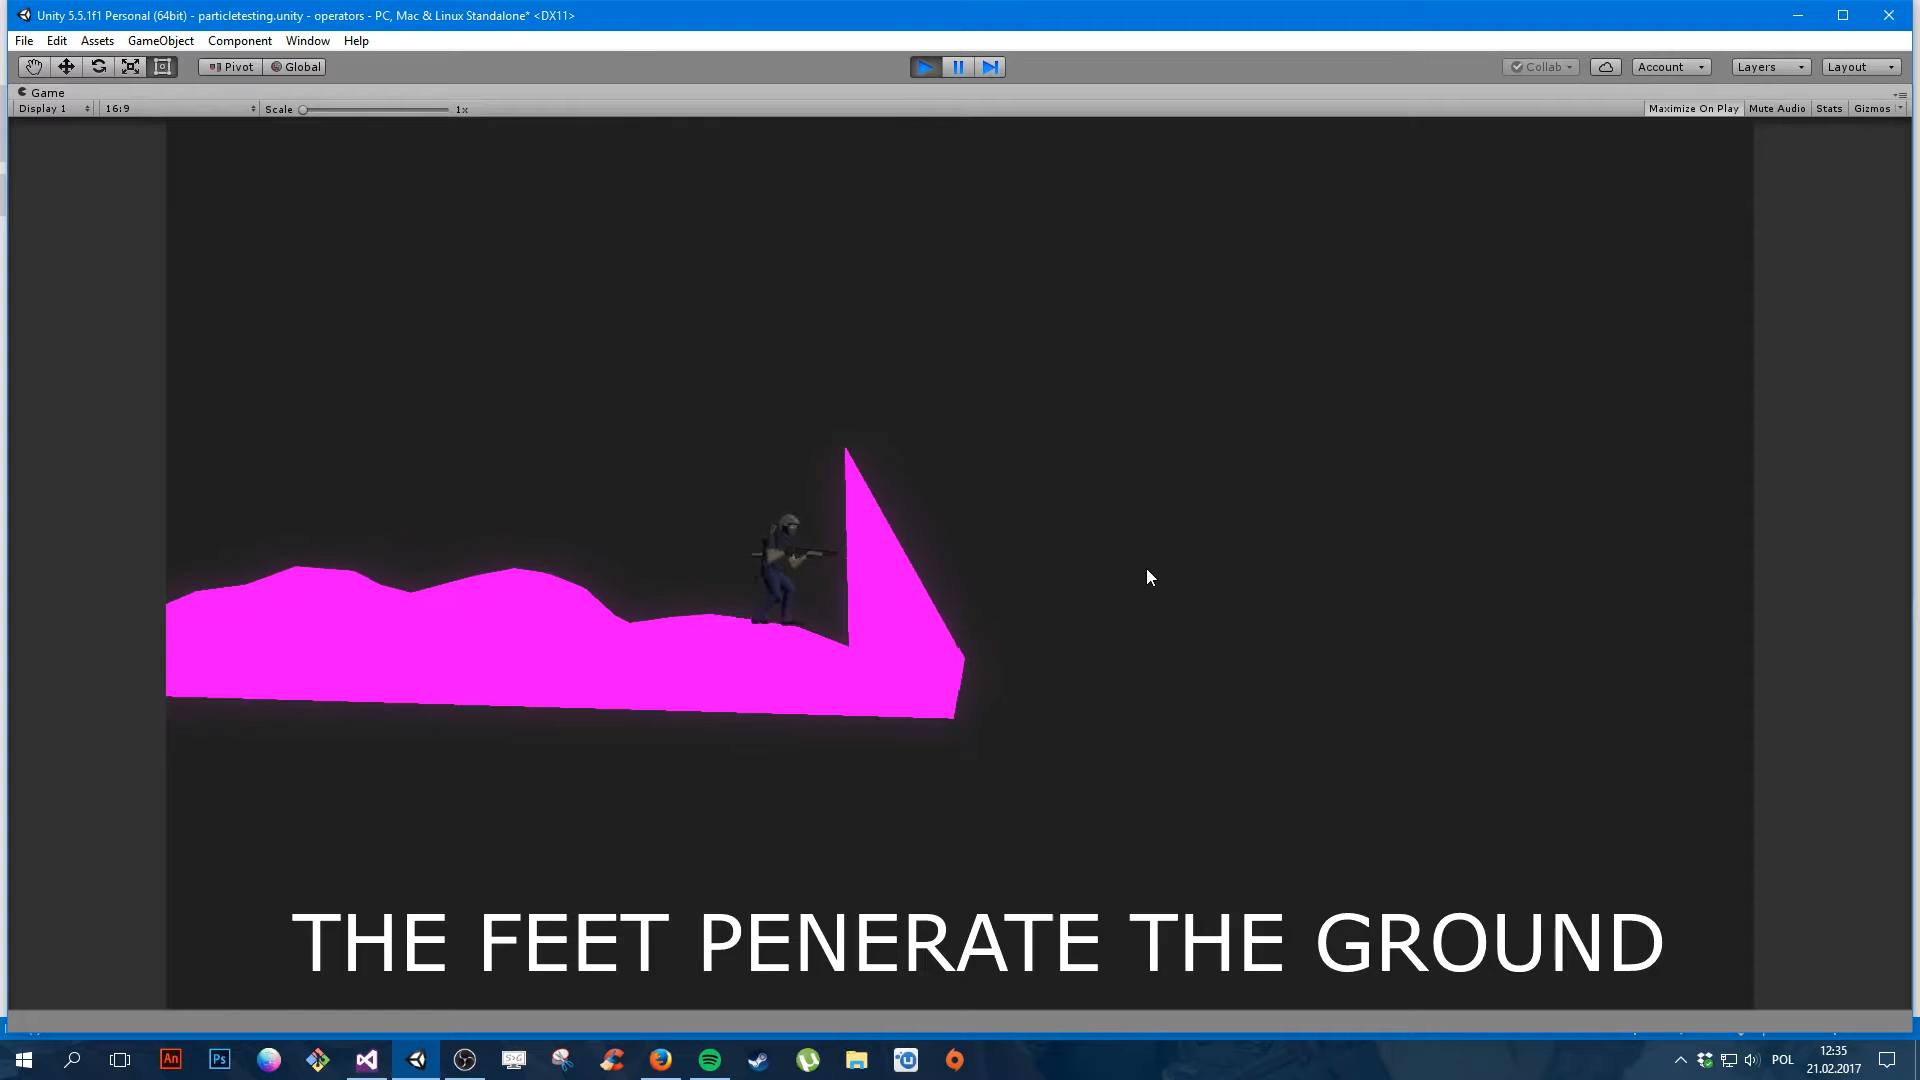 Unity 5.5.1f1 Personal (64bit) - particletesting.unity - operators - PC, Mac & Linux Standalone* <DX11>
File Edit Assets GameObject Component Window Help
Pivot Global Collab Account Layers Layout
Game
Display 1 16:9 Scale 1x Maximize On Play Mute Audio Stats Gizmos
THE FEET PENERATE THE GROUND
An Ps S>G POL 12:35
21.02.2017